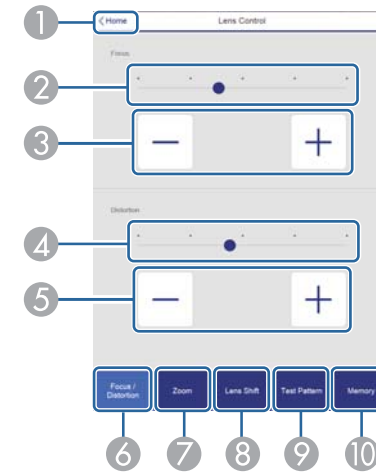 1
< Home
Lens Control
Focus
2
3
Distortion
4
5
Focus /
Distortion
Zoom
Lens Shift
Test Pattern
Memory
6
7
8
9
10